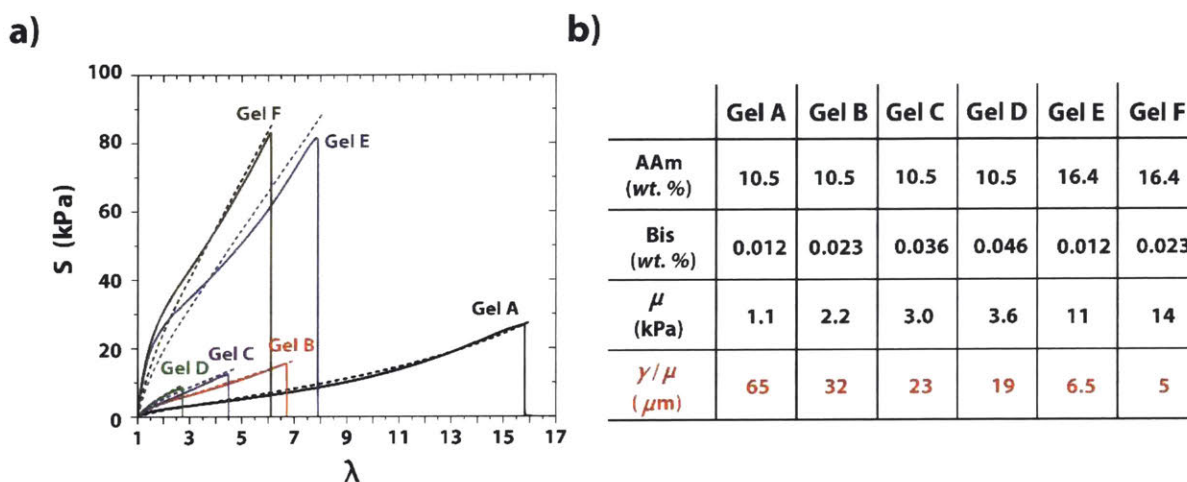 a)
100
80
60
40
20
0
S (kPa)
Gel F
Gel E
Gel A
Gel D
Gel C
Gel B
1 3 5 7 9 11 13 15 17
λ
b)
Gel A Gel B Gel C Gel D Gel E Gel F
AAm (wt. %) 10.5 10.5 10.5 10.5 16.4 16.4
Bis (wt. %) 0.012 0.023 0.036 0.046 0.012 0.023
μ (kPa) 1.1 2.2 3.0 3.6 11 14
γ/μ (μm) 65 32 23 19 6.5 5